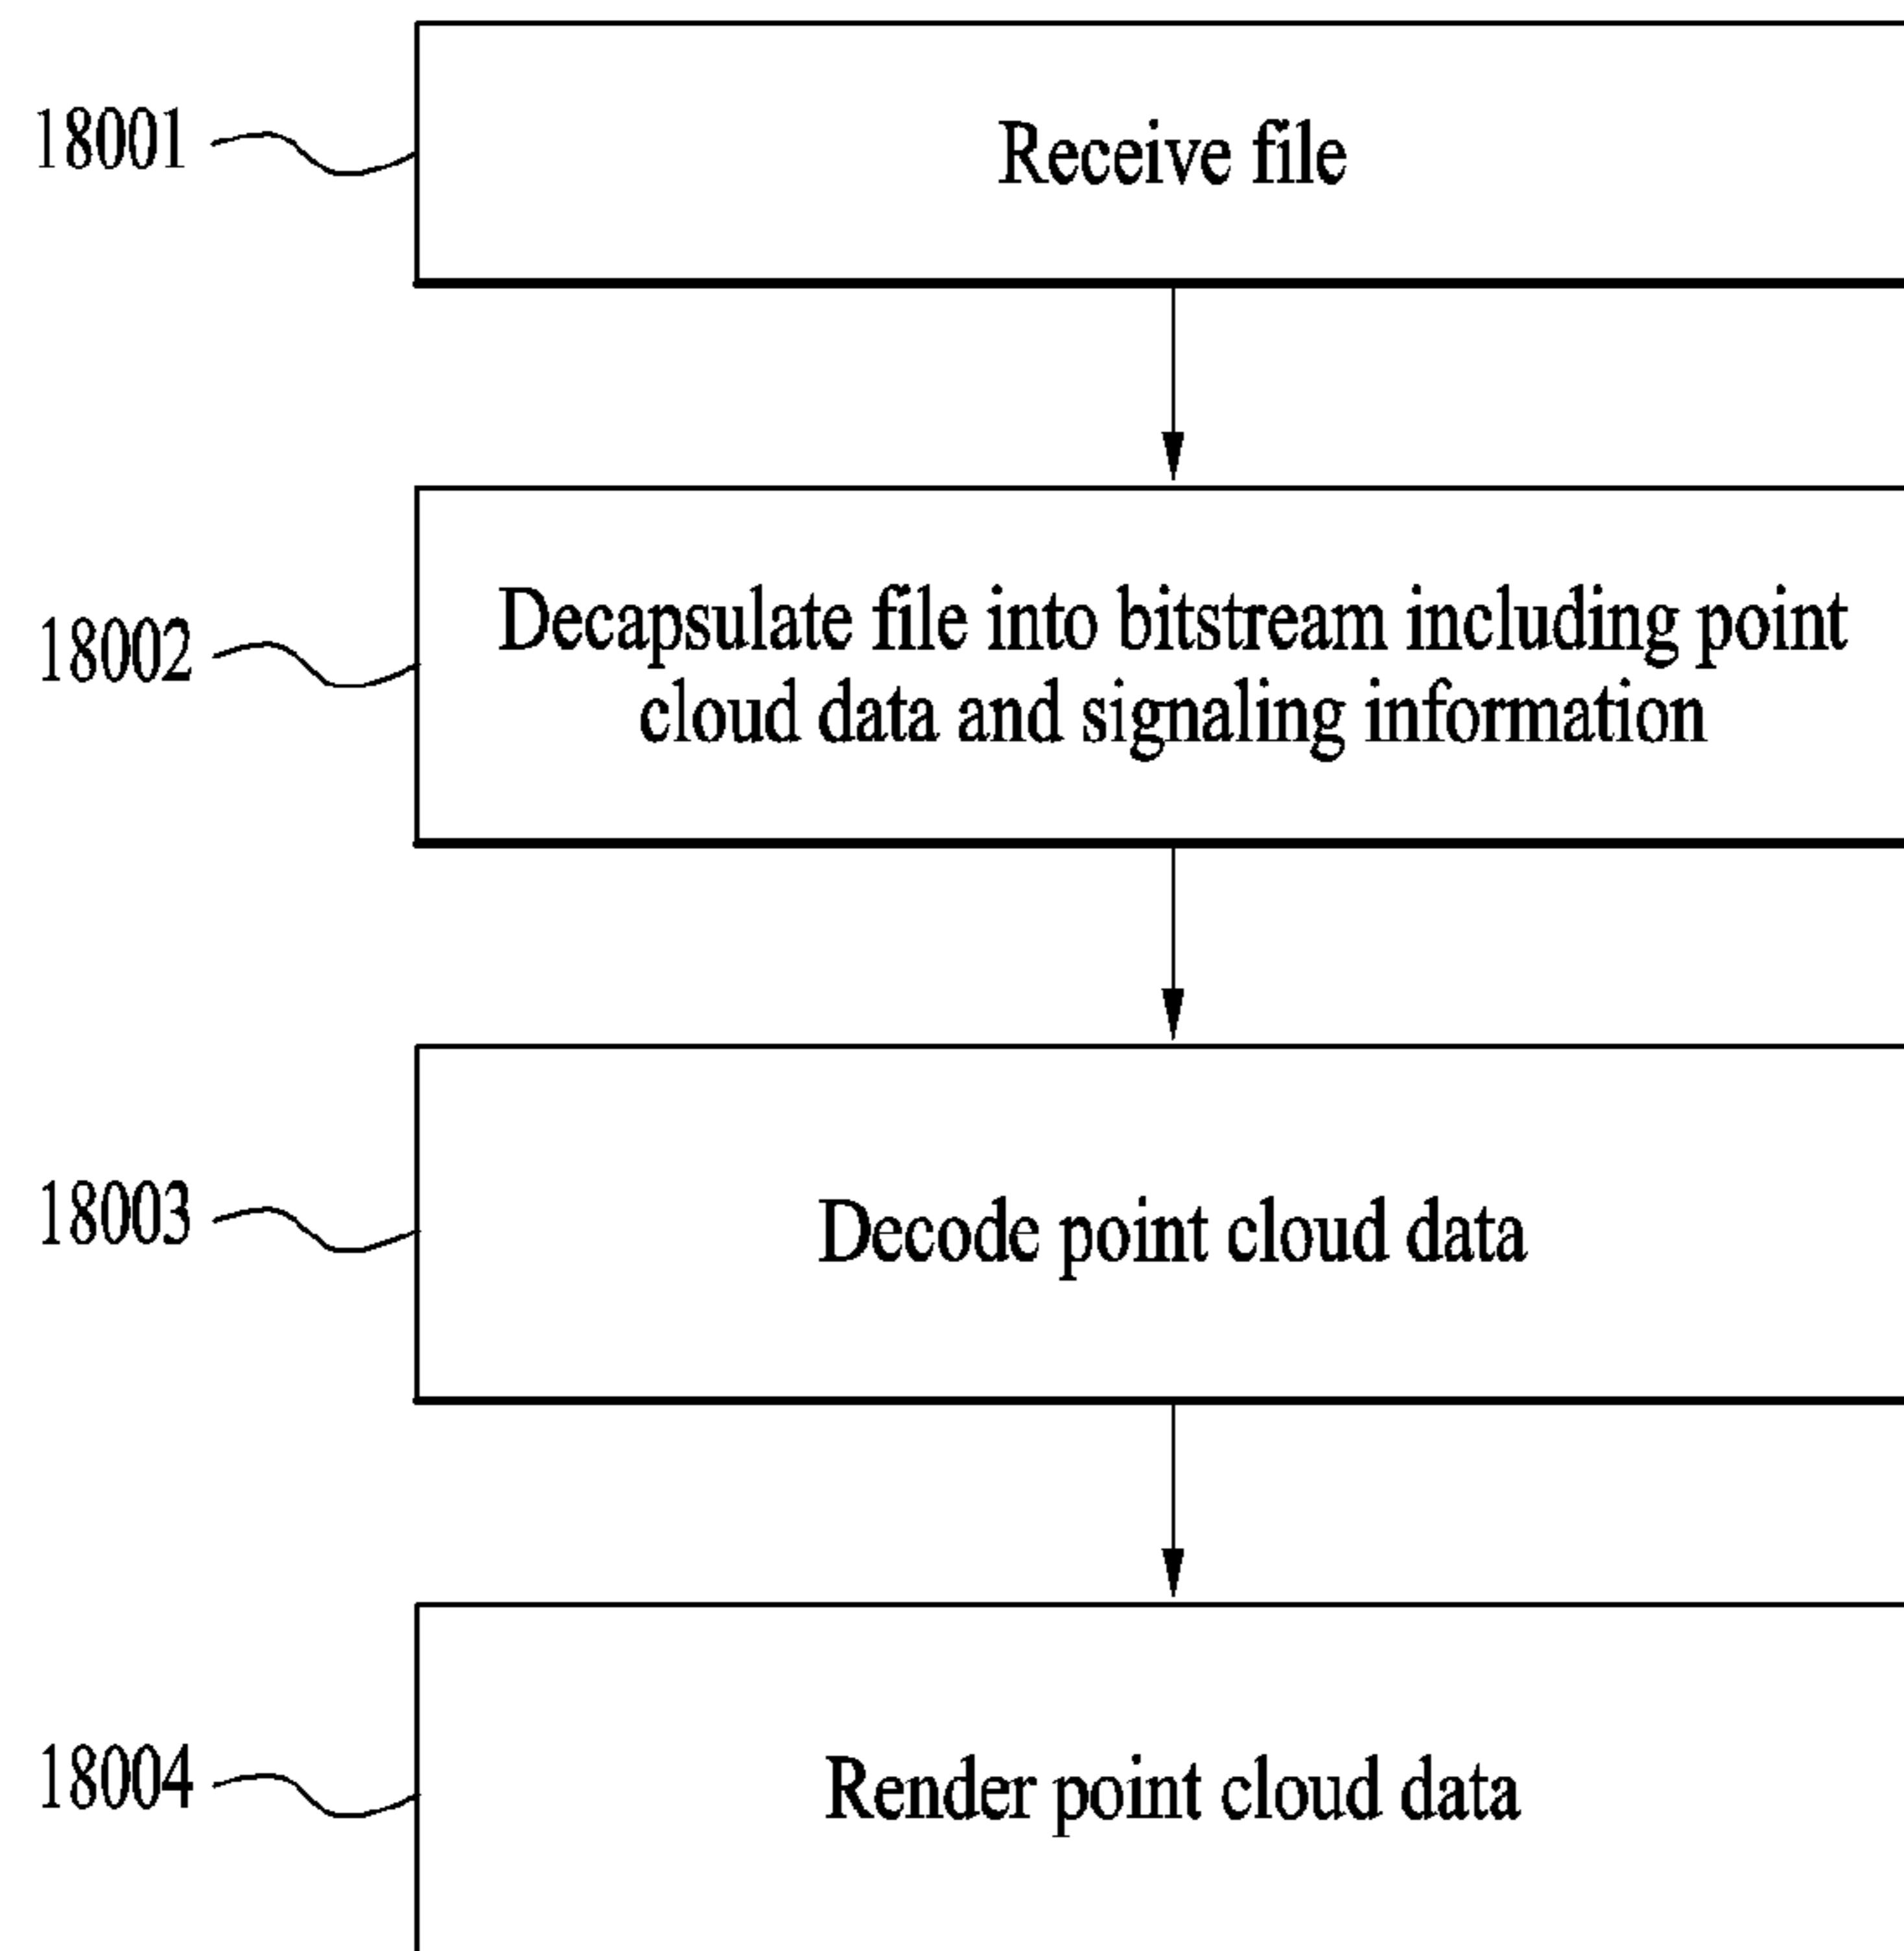 18001
Receive file
18002
Decapsulate file into bitstream including point
cloud data and signaling information
18003
Decode point cloud data
18004
Render point cloud data